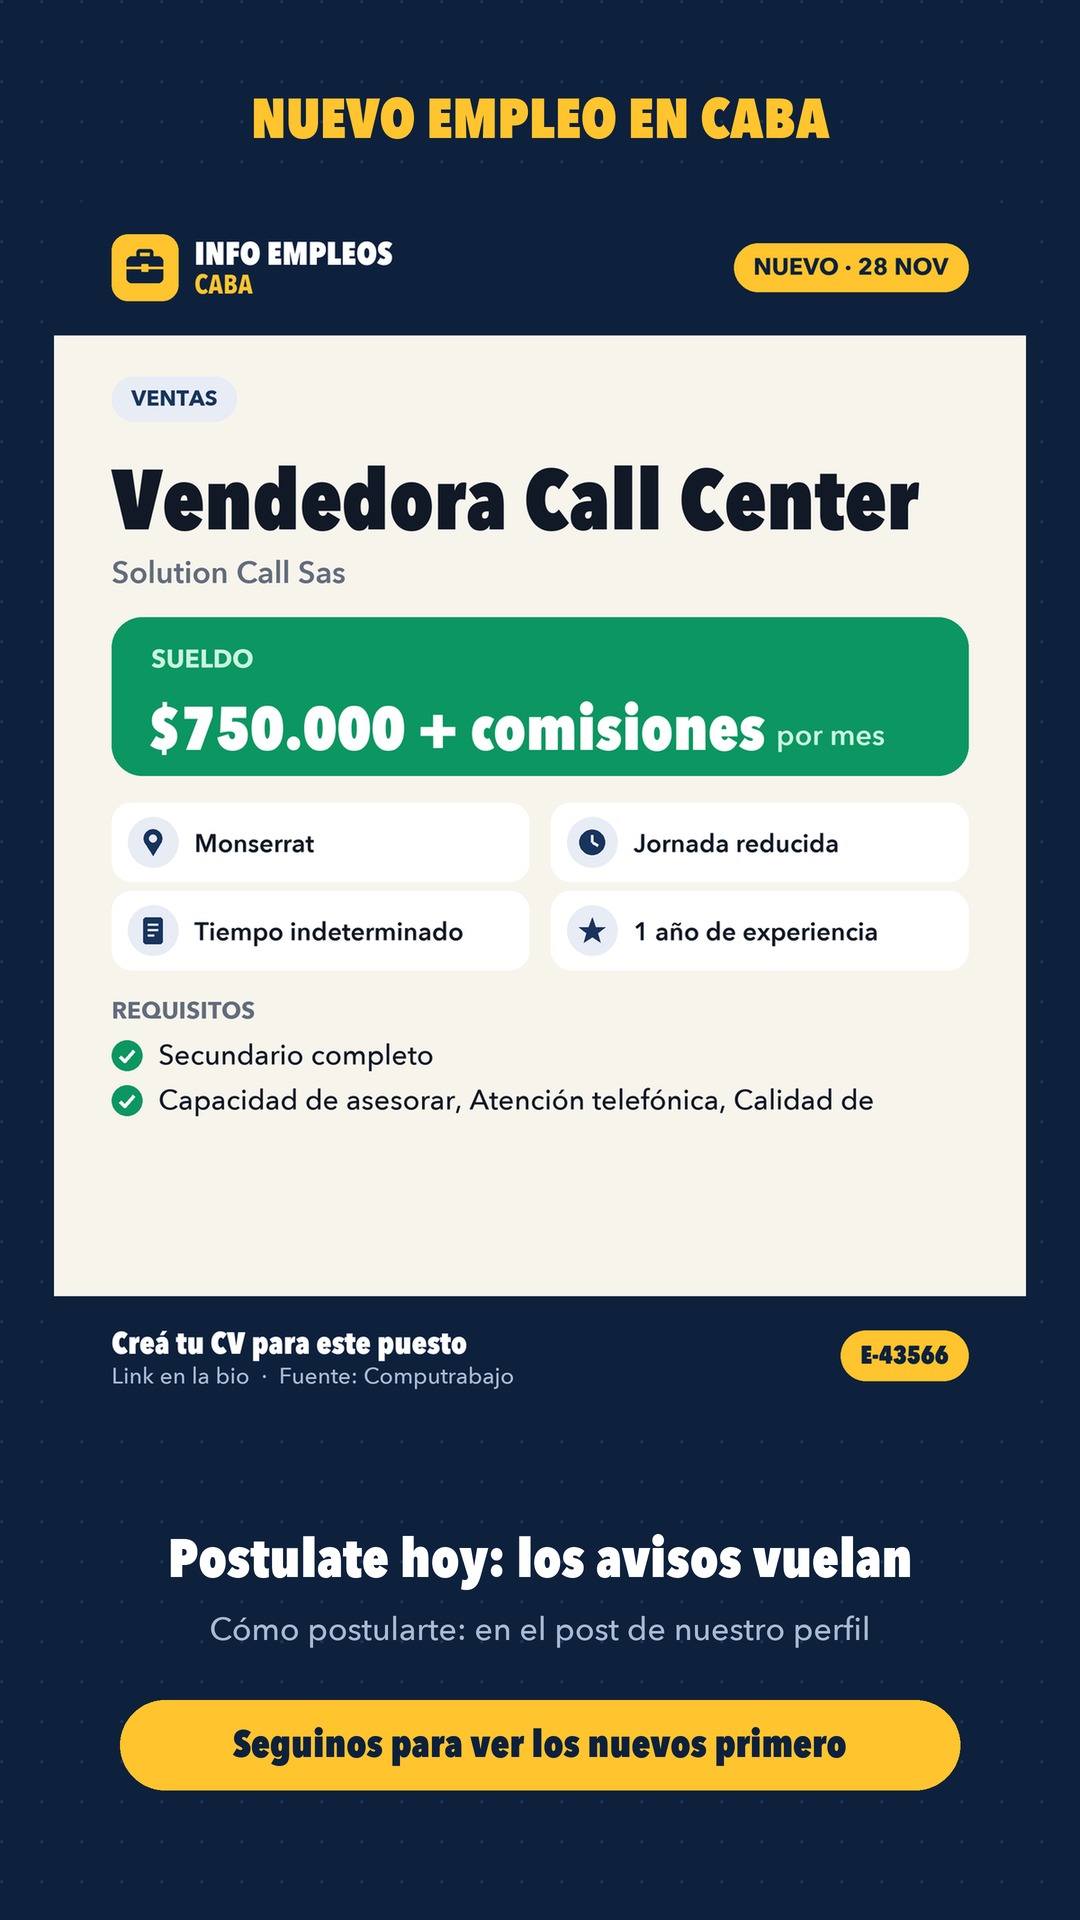 NUEVO EMPLEO EN CABA
INFO EMPLEOS
CABA
NUEVO · 28 NOV
VENTAS
Vendedora Call Center
Solution Call Sas
SUELDO
$750.000 + comisiones por mes
Monserrat
Jornada reducida
Tiempo indeterminado
1 año de experiencia
REQUISITOS
Secundario completo
Capacidad de asesorar, Atención telefónica, Calidad de
Creá tu CV para este puesto
Link en la bio · Fuente: Computrabajo
E-43566
Postulate hoy: los avisos vuelan
Cómo postularte: en el post de nuestro perfil
Seguinos para ver los nuevos primero